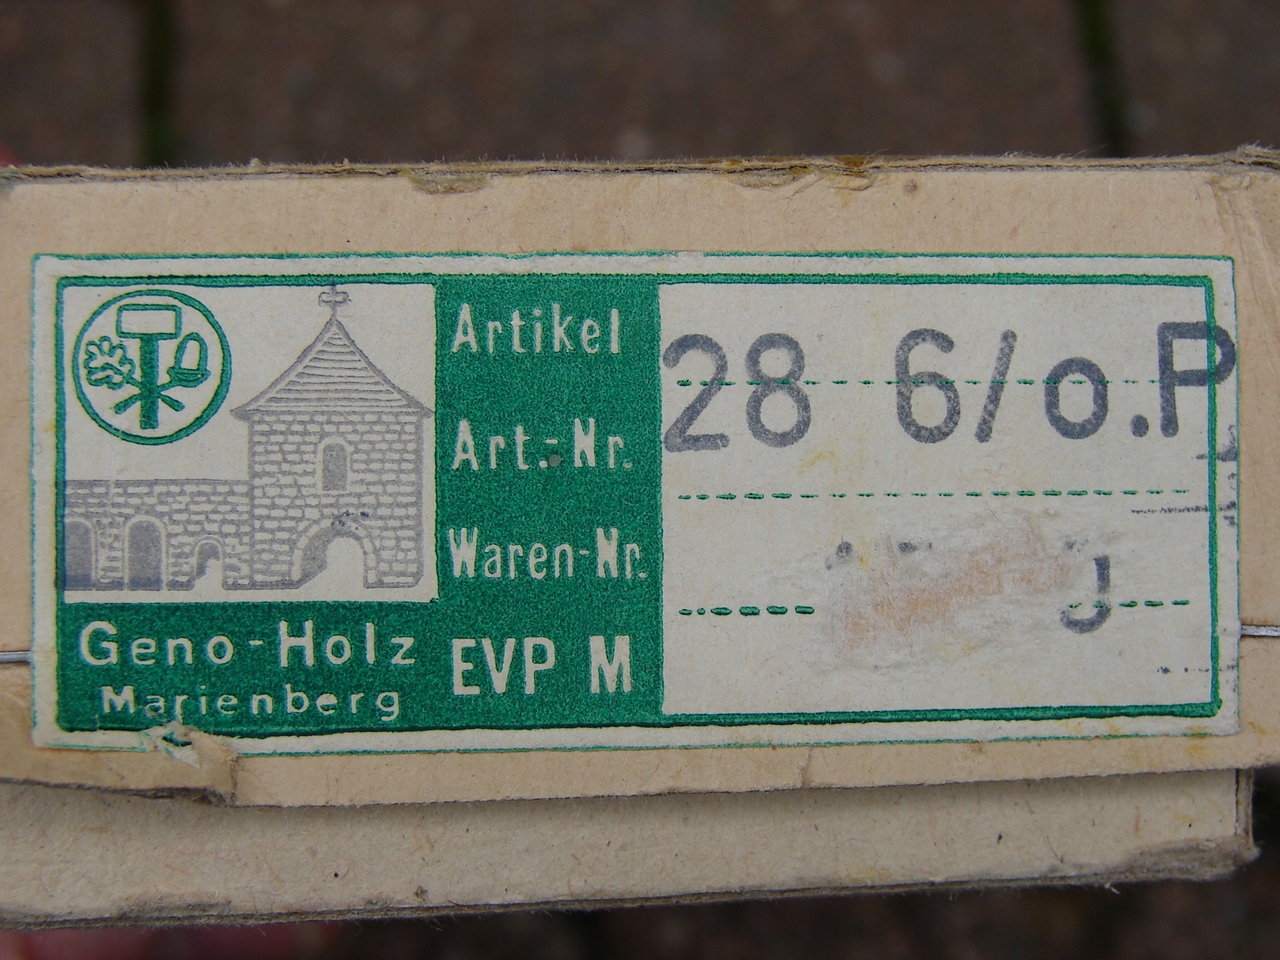 Artikel 28 6/o.P
Art.-Nr.
Waren-Nr. J
EVP M
Geno-Holz
Marienberg